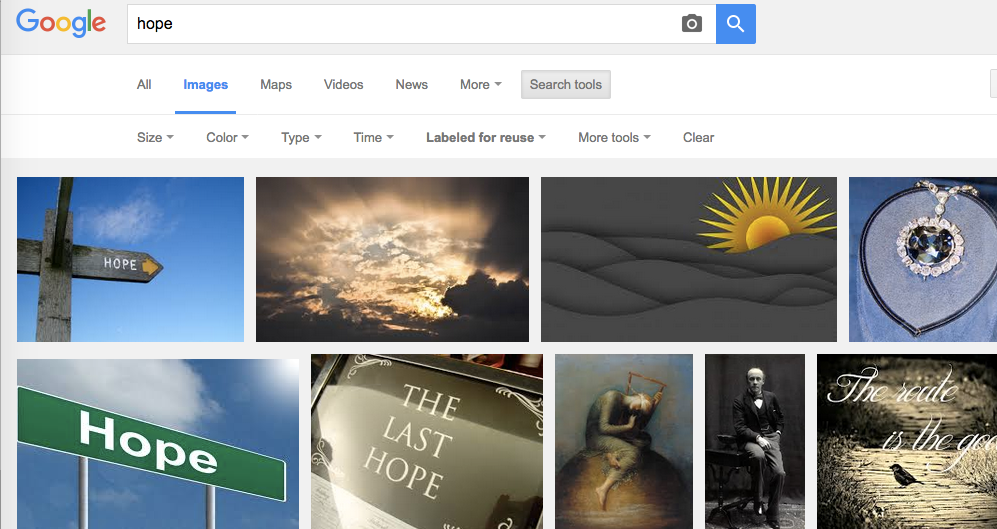 Google hope
All Images Maps Videos News More Search tools
Size Color Type Time Labeled for reuse More tools Clear
HOPE
Hope
THE
LAST
HOPE
The route
is the goa